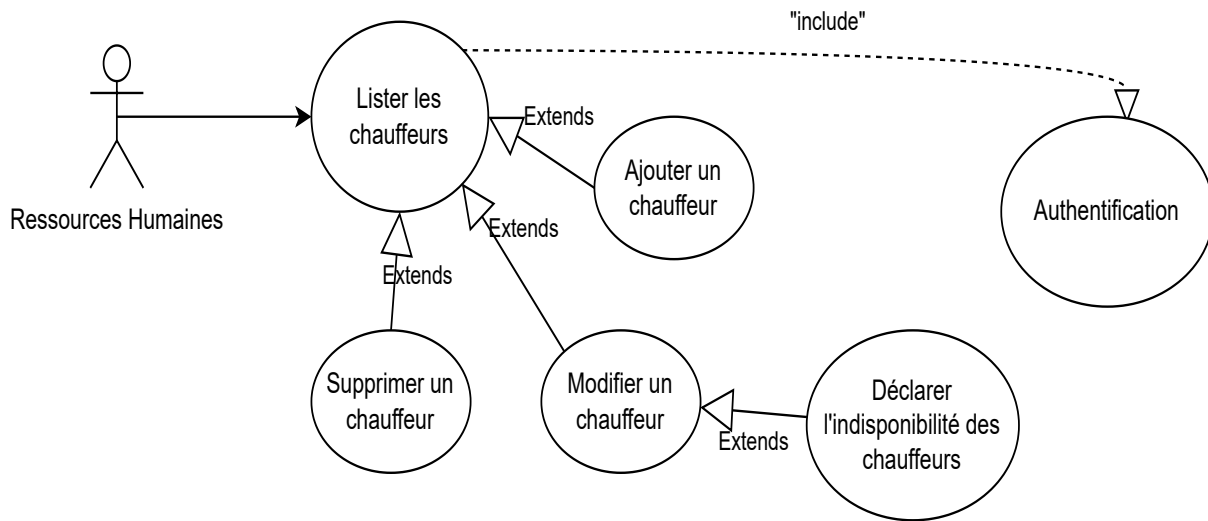 "include"
Lister les
chauffeurs
Extends
Ajouter un
chauffeur
Authentification
Ressources Humaines
Extends
Extends
Supprimer un
chauffeur
Modifier un
chauffeur
Extends
Déclarer
l'indisponibilité des
chauffeurs